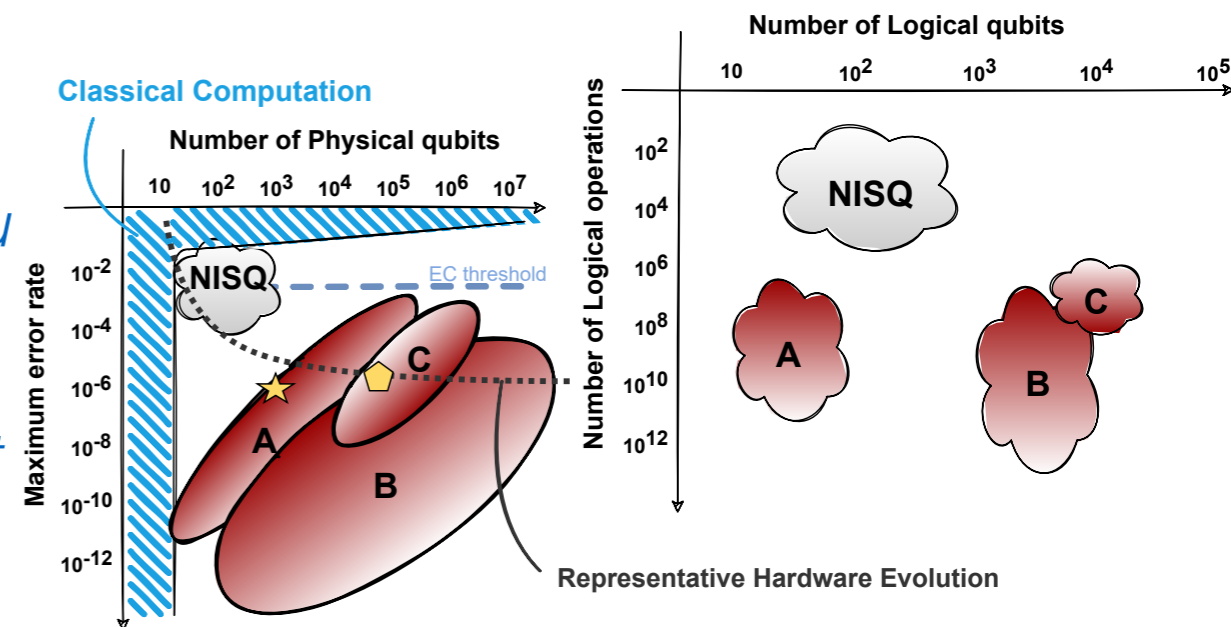 Number of Logical qubits
10 10² 10³ 10⁴ 10⁵
Number of Logical operations
10²
10⁴
10⁶
10⁸
10¹⁰
10¹²
NISQ
A
B
C
Classical Computation
Number of Physical qubits
10 10² 10³ 10⁴ 10⁵ 10⁶ 10⁷
Maximum error rate
10⁻²
10⁻⁴
10⁻⁶
10⁻⁸
10⁻¹⁰
10⁻¹²
NISQ
EC threshold
C
A
B
Representative Hardware Evolution